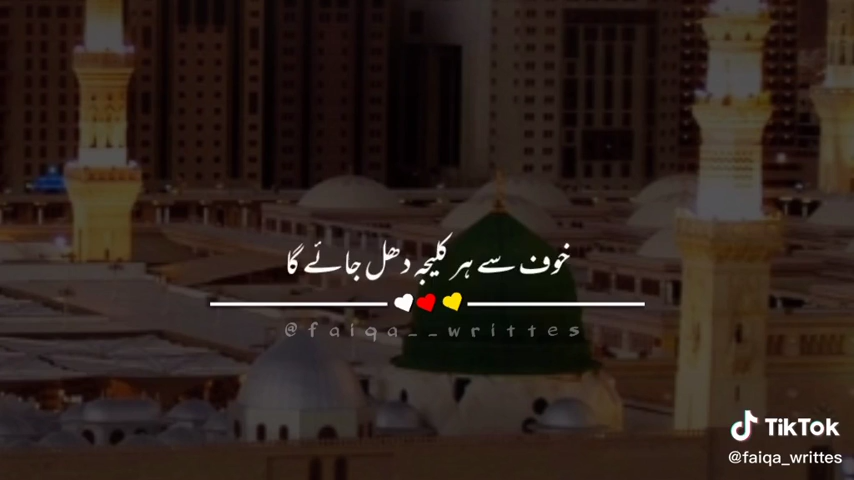 خوف سے ہر کلیجہ دھل جائے گا
@faiqa__writtes
TikTok
@faiqa_writtes